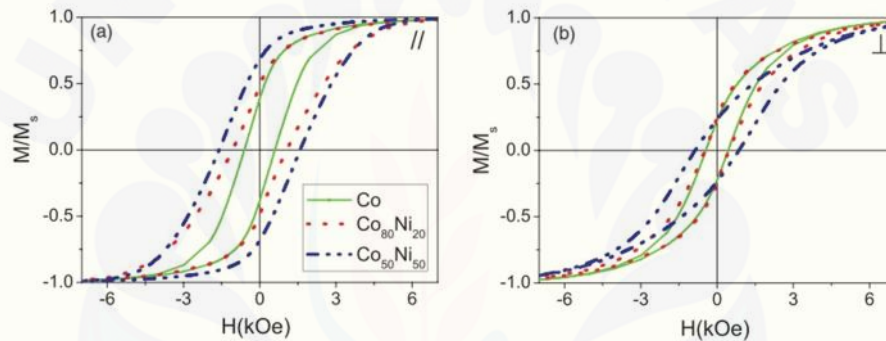 (a)
//
M/Mₛ
1.0
0.5
0.0
-0.5
-1.0
Co
Co₈₀Ni₂₀
Co₅₀Ni₅₀
-6 -3 0 3 6
H(kOe)
(b)
⊥
M/Mₛ
1.0
0.5
0.0
-0.5
-1.0
-6 -3 0 3 6
H(kOe)